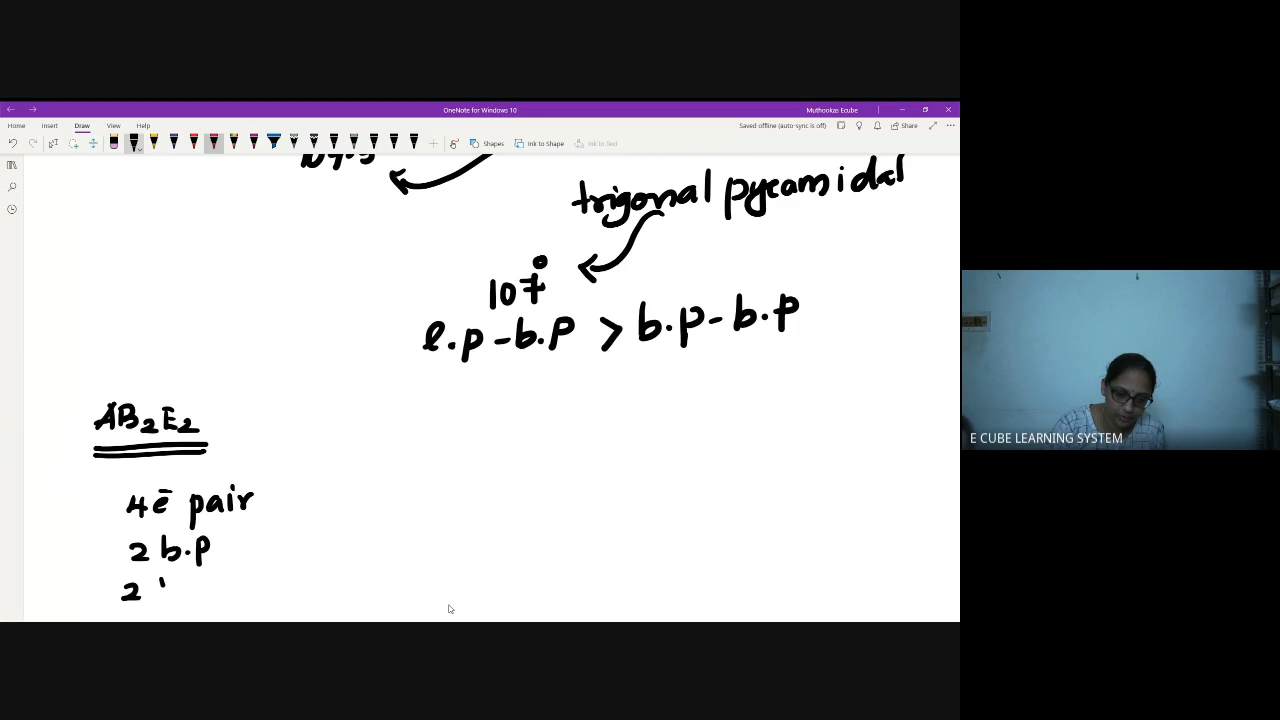 OneNote for Windows 10
Muthookas Ecube
Home Insert Draw View Help
Saved offline (auto-sync is off)
Share
Shapes
Ink to Shape
Ink to Text
trigonal pyramidal
107°
l.p - b.p > b.p - b.p
AB₂E₂
4ē pair
2 b.p
2
E CUBE LEARNING SYSTEM